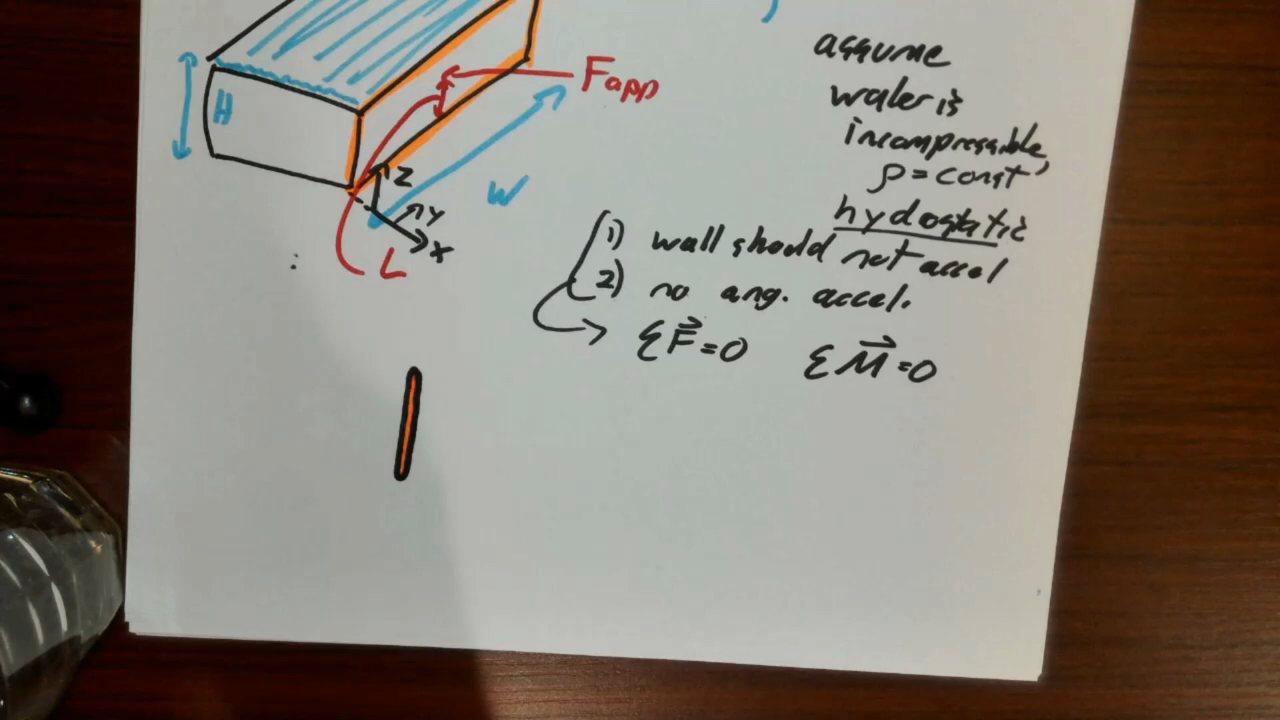 H
Fapp
Z
Y
X
W
L
assume
water is
incompressible,
ρ = const
hydostatic
1) wall should not accel
2) no ang. accel.
ΣF⃗=0 ΣM⃗=0